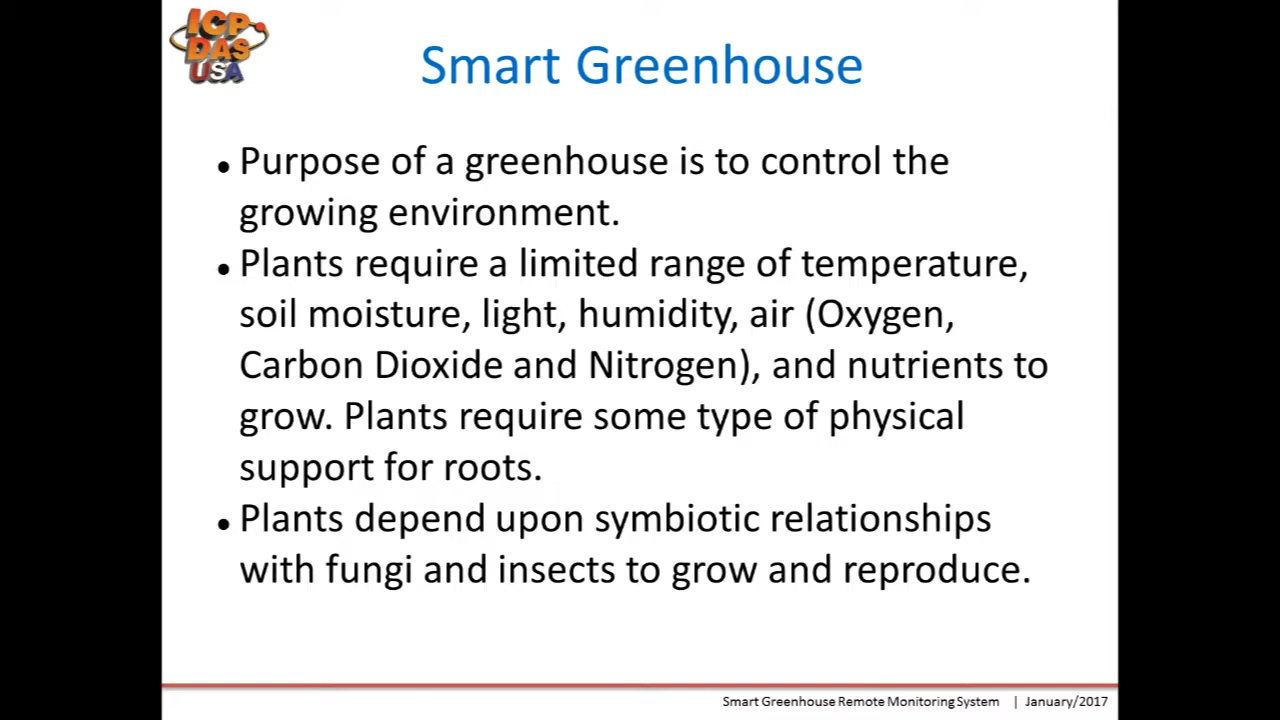 ICP
DAS
USA
Smart Greenhouse
• Purpose of a greenhouse is to control the
growing environment.
• Plants require a limited range of temperature,
soil moisture, light, humidity, air (Oxygen,
Carbon Dioxide and Nitrogen), and nutrients to
grow. Plants require some type of physical
support for roots.
• Plants depend upon symbiotic relationships
with fungi and insects to grow and reproduce.
Smart Greenhouse Remote Monitoring System | January/2017